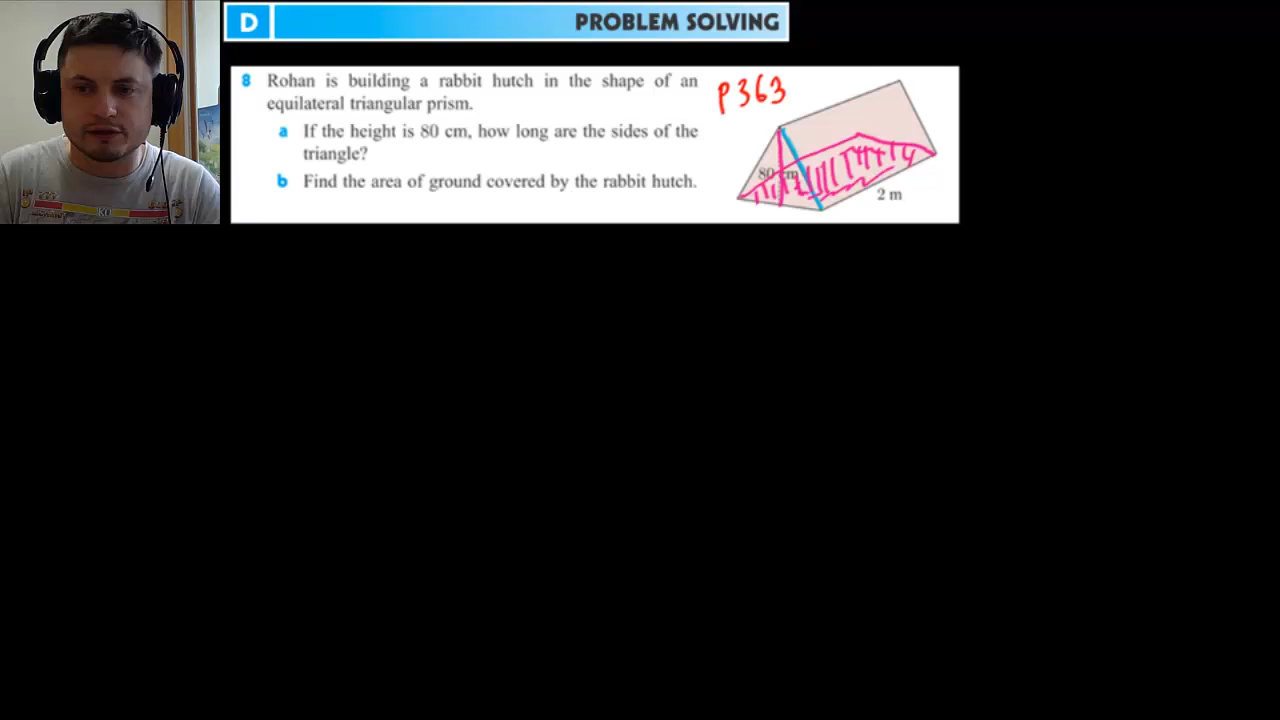 D PROBLEM SOLVING
8 Rohan is building a rabbit hutch in the shape of an
equilateral triangular prism.
a If the height is 80 cm, how long are the sides of the
triangle?
b Find the area of ground covered by the rabbit hutch.
P363
80 cm
2 m
KO